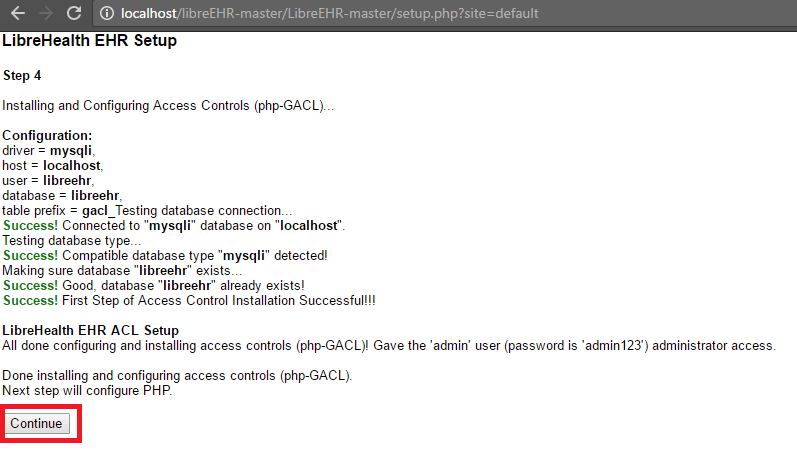 localhost/libreEHR-master/LibreEHR-master/setup.php?site=default
LibreHealth EHR Setup
Step 4
Installing and Configuring Access Controls (php-GACL)...
Configuration:
driver = mysqli,
host = localhost,
user = libreehr,
database = libreehr,
table prefix = gacl_Testing database connection...
Success! Connected to "mysqli" database on "localhost".
Testing database type...
Success! Compatible database type "mysqli" detected!
Making sure database "libreehr" exists...
Success! Good, database "libreehr" already exists!
Success! First Step of Access Control Installation Successful!!!
LibreHealth EHR ACL Setup
All done configuring and installing access controls (php-GACL)! Gave the 'admin' user (password is 'admin123') administrator access.
Done installing and configuring access controls (php-GACL).
Next step will configure PHP.
Continue